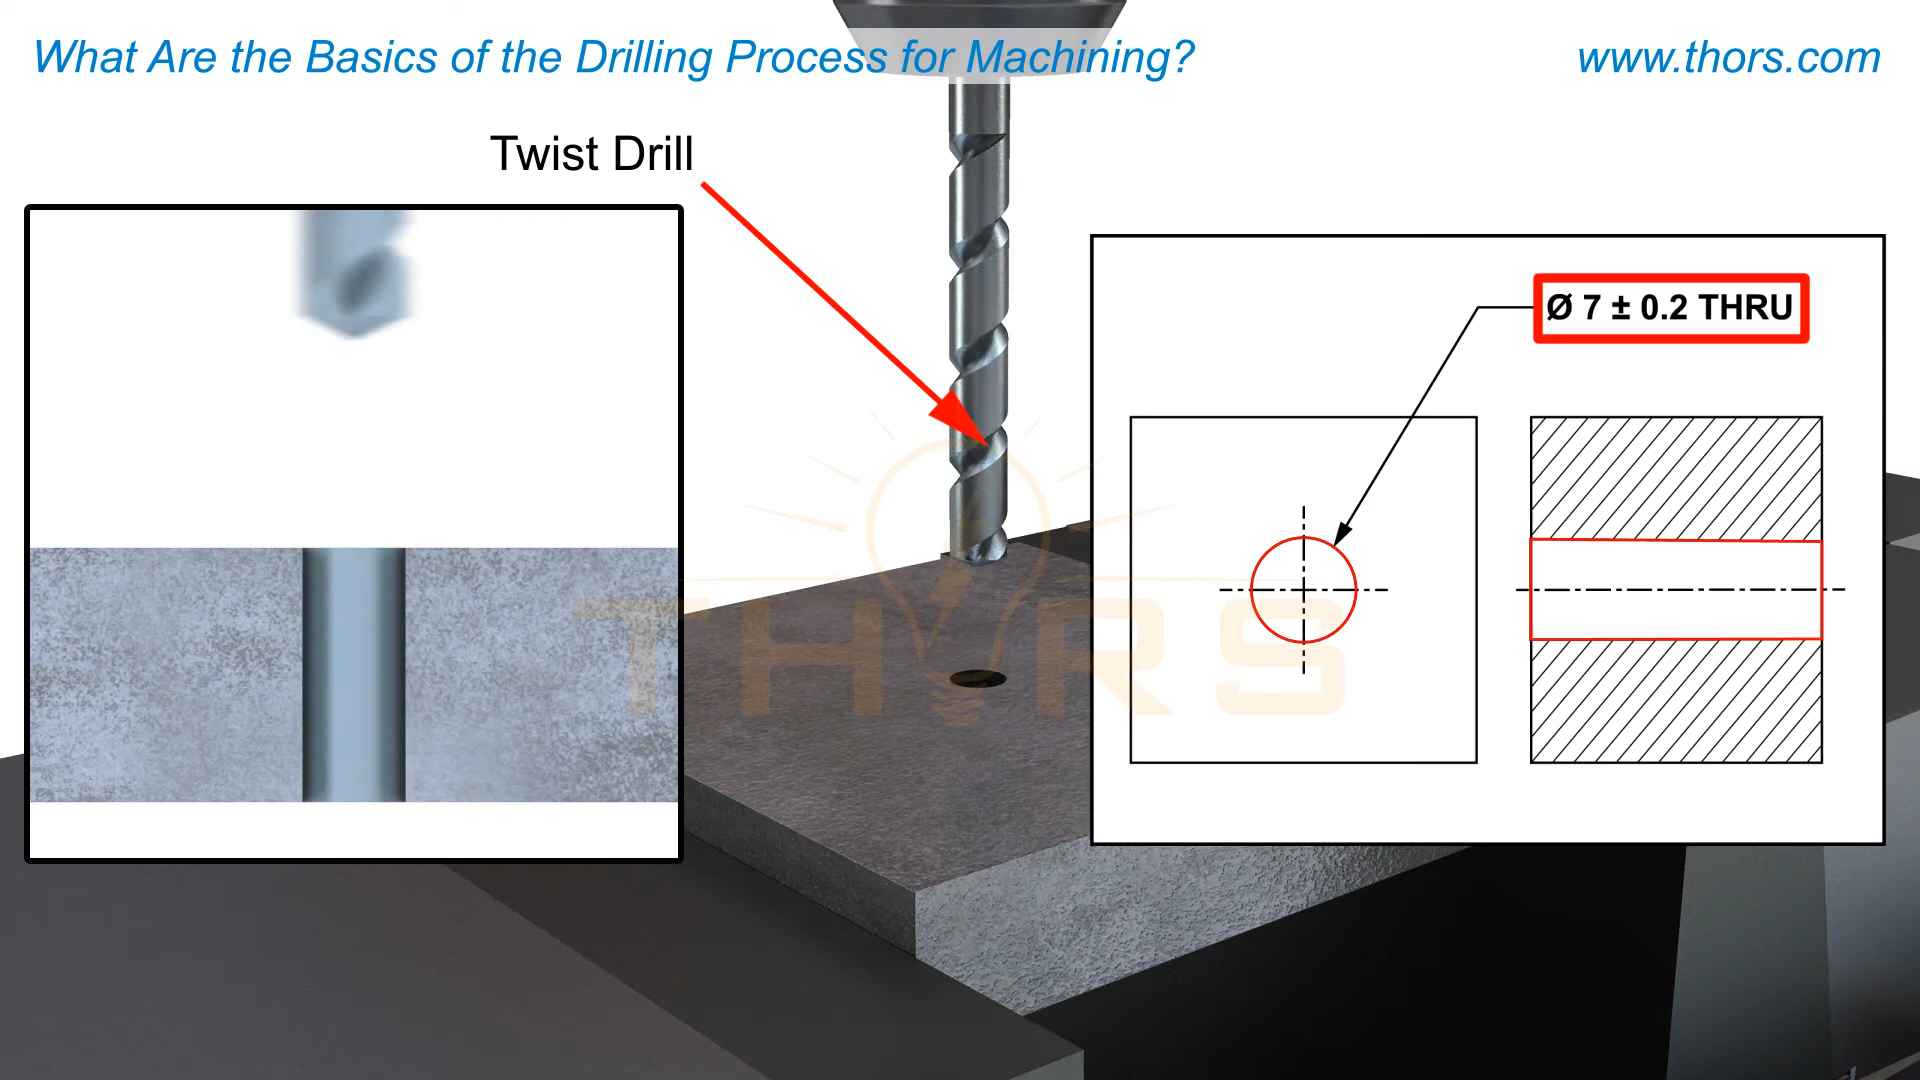 What Are the Basics of the Drilling Process for Machining?
www.thors.com
Twist Drill
Ø 7 ± 0.2 THRU
THORS